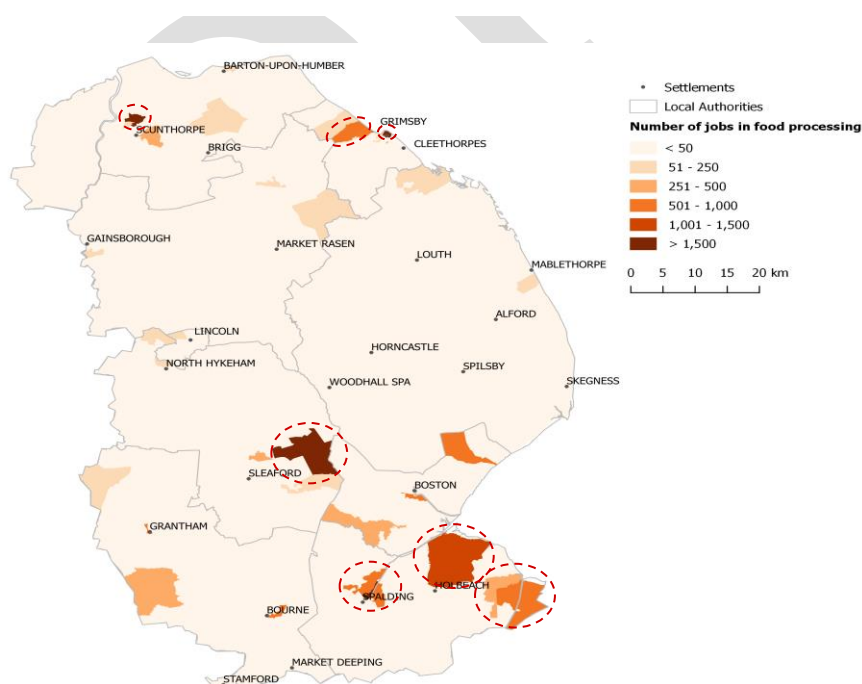 BARTON-UPON-HUMBER
SCUNTHORPE
BRIGG
GRIMSBY
CLEETHORPES
GAINSBOROUGH
MARKET RASEN
LOUTH
MABLETHORPE
ALFORD
LINCOLN
NORTH HYKEHAM
HORNCASTLE
SPILSBY
WOODHALL SPA
SKEGNESS
SLEAFORD
BOSTON
GRANTHAM
HOLBEACH
SPALDING
BOURNE
MARKET DEEPING
STAMFORD
Settlements
Local Authorities
Number of jobs in food processing
< 50
51 - 250
251 - 500
501 - 1,000
1,001 - 1,500
> 1,500
0 5 10 15 20 km